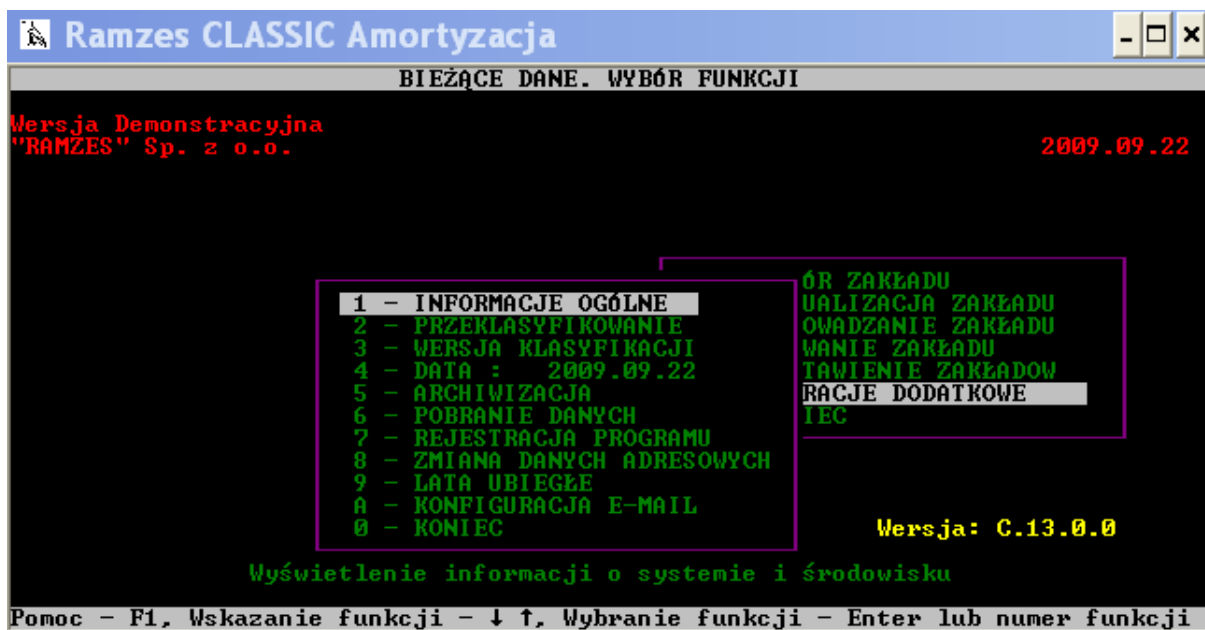 Ramzes CLASSIC Amortyzacja
BIEŻĄCE DANE. WYBÓR FUNKCJI
Wersja Demonstracyjna
"RAMZES" Sp. z o.o.
2009.09.22
1 - INFORMACJE OGÓLNE
2 - PRZEKLASYFIKOWANIE
3 - WERSJA KLASYFIKACJI
4 - DATA : 2009.09.22
5 - ARCHIWIZACJA
6 - POBRANIE DANYCH
7 - REJESTRACJA PROGRAMU
8 - ZMIANA DANYCH ADRESOWYCH
9 - LATA UBIEGŁE
A - KONFIGURACJA E-MAIL
0 - KONIEC
ÓR ZAKŁADU
UALIZACJA ZAKŁADU
OWADZANIE ZAKŁADU
WANIE ZAKŁADU
TAWIENIE ZAKŁADOW
RACJE DODATKOWE
IEC
Wersja: C.13.0.0
Wyświetlenie informacji o systemie i środowisku
Pomoc - F1, Wskazanie funkcji - ↓ ↑, Wybranie funkcji - Enter lub numer funkcji